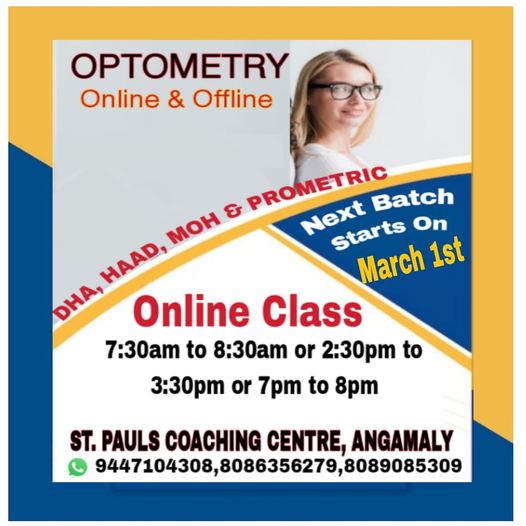 OPTOMETRY
Online & Offline
DHA, HAAD, MOH & PROMETRIC
Next Batch
Starts On
March 1st
Online Class
7:30am to 8:30am or 2:30pm to
3:30pm or 7pm to 8pm
ST. PAULS COACHING CENTRE, ANGAMALY
9447104308,8086356279,8089085309